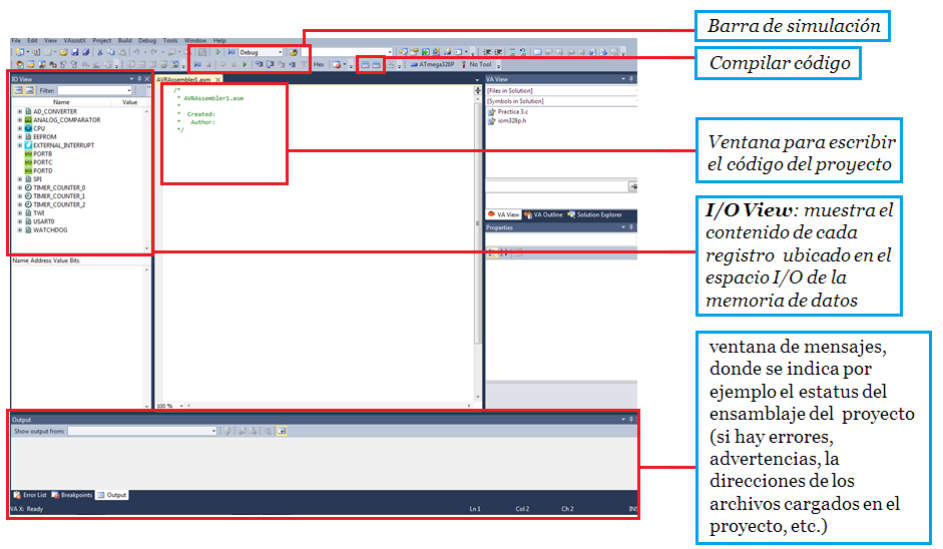 File Edit View VAssistX Project Build Debug Tools Window Help
Debug
Hex
ATmega328P No Tool
IO View
Filter:
Name Value
AD_CONVERTER
ANALOG_COMPARATOR
CPU
EEPROM
EXTERNAL_INTERRUPT
PORTB
PORTC
PORTD
SPI
TIMER_COUNTER_0
TIMER_COUNTER_1
TIMER_COUNTER_2
TWI
USART0
WATCHDOG
Name Address Value Bits
AVRAssembler1.asm
/*
* AVRAssembler1.asm
*
* Created:
* Author:
*/
100 %
VA View
[Files in Solution]
[Symbols in Solution]
Practica 3.c
iom328p.h
VA View VA Outline Solution Explorer
Properties
Output
Show output from:
Error List Breakpoints Output
VA X: Ready
Ln 1 Col 2 Ch 2 INS
Barra de simulación
Compilar código
Ventana para escribir
el código del proyecto
I/O View: muestra el
contenido de cada
registro ubicado en el
espacio I/O de la
memoria de datos
ventana de mensajes,
donde se indica por
ejemplo el estatus del
ensamblaje del proyecto
(si hay errores,
advertencias, la
direcciones de los
archivos cargados en el
proyecto, etc.)